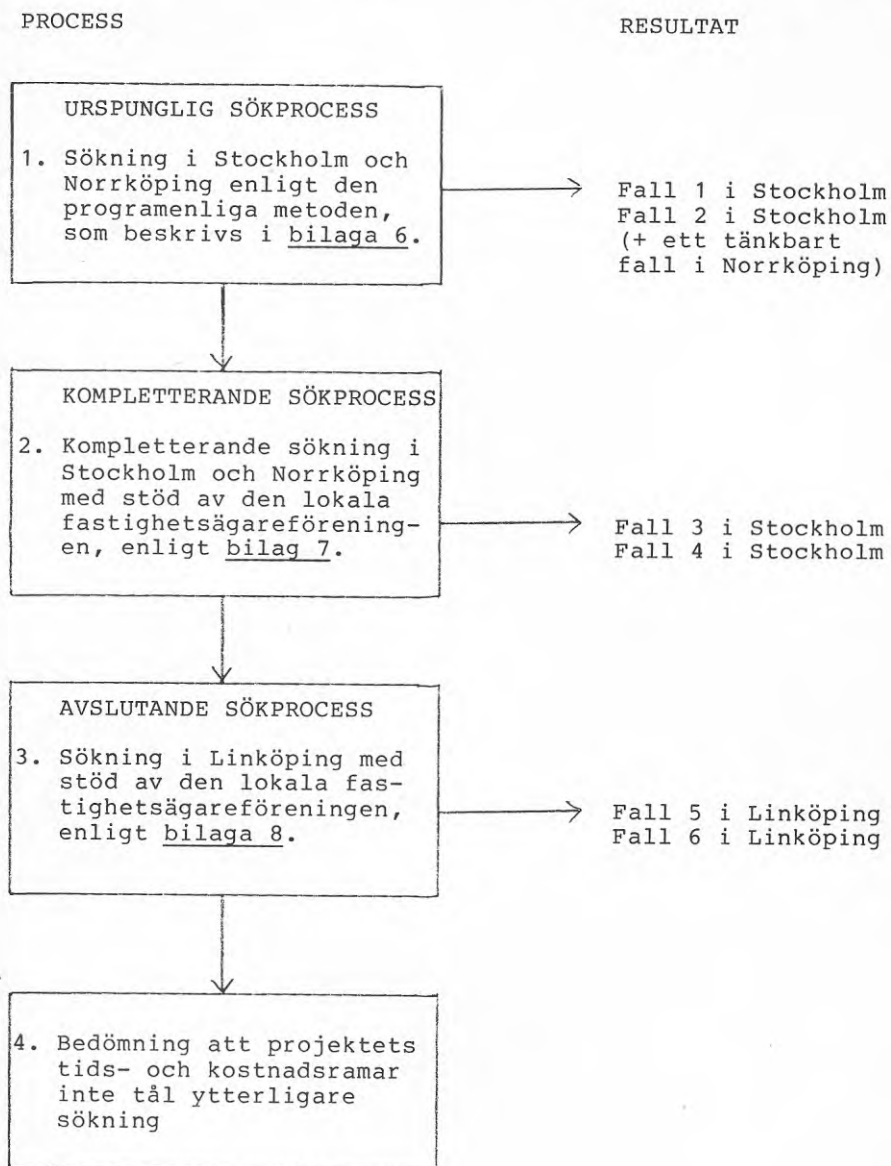 PROCESS
RESULTAT
URSPUNGLIG SÖKPROCESS
1. Sökning i Stockholm och
Norrköping enligt den
programenliga metoden,
som beskrivs i bilaga 6.
Fall 1 i Stockholm
Fall 2 i Stockholm
(+ ett tänkbart
fall i Norrköping)
KOMPLETTERANDE SÖKPROCESS
2. Kompletterande sökning i
Stockholm och Norrköping
med stöd av den lokala
fastighetsägareförening-
en, enligt bilag 7.
Fall 3 i Stockholm
Fall 4 i Stockholm
AVSLUTANDE SÖKPROCESS
3. Sökning i Linköping med
stöd av den lokala fas-
tighetsägareföreningen,
enligt bilaga 8.
Fall 5 i Linköping
Fall 6 i Linköping
4. Bedömning att projektets
tids- och kostnadsramar
inte tål ytterligare
sökning